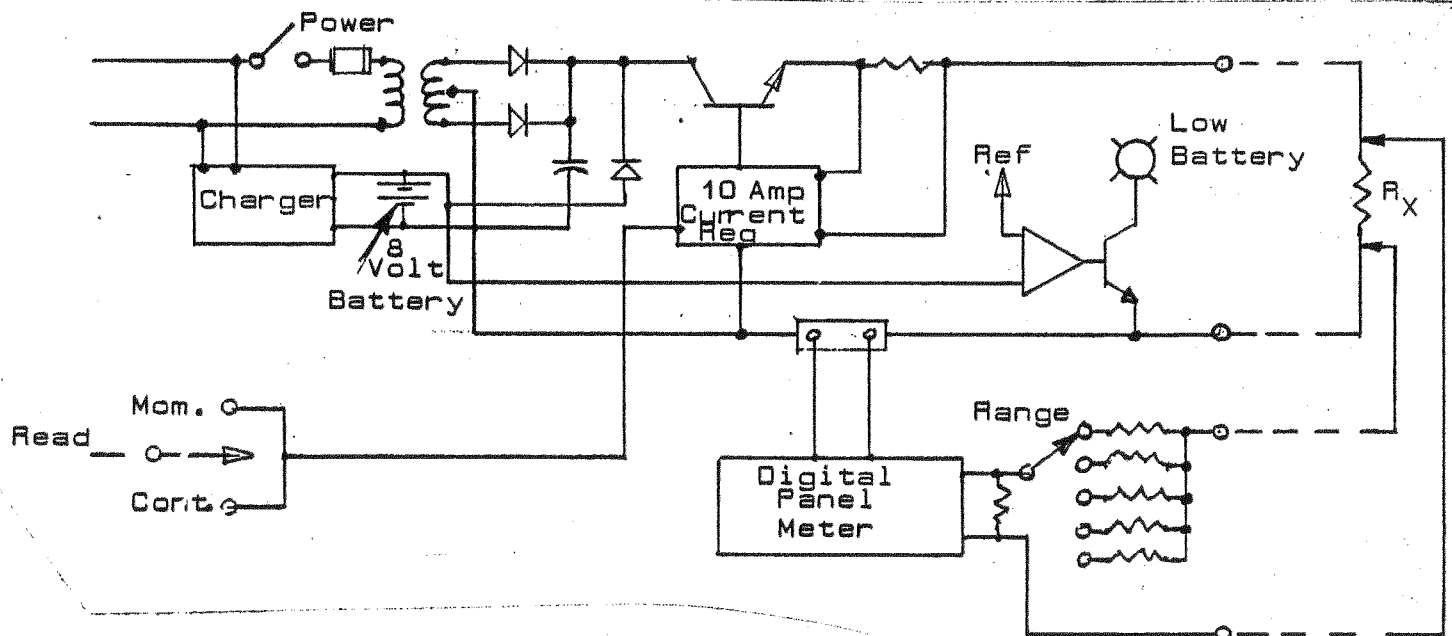 Power
Low
Battery
Ref
Charger
10 Amp
Current
Reg
RX
8
Volt
Battery
Mom.
Read
Cont.
Range
Digital
Panel
Meter